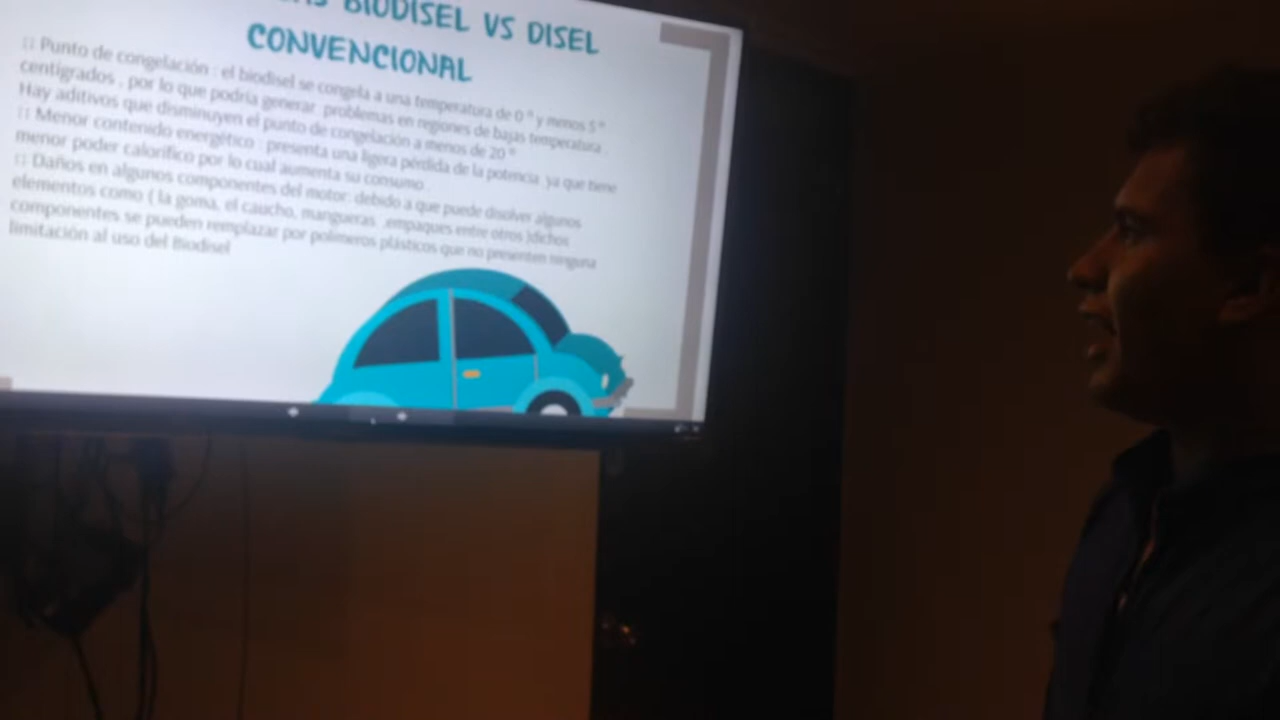 BIODISEL VS DISEL
CONVENCIONAL
:: Punto de congelación : el biodisel se congela a una temperatura de 0 ° y menos 5 °
centigrados , por lo que podria generar problemas en regiones de bajas temperatura .
Hay aditivos que disminuyen el punto de congelación a menos de 20 °
:: Menor contenido energético : presenta una ligera pérdida de la potencia ya que tiene
menor poder calorifico por lo cual aumenta su consumo .
:: Daños en algunos componentes del motor: debido a que puede disolver algunos
elementos como ( la goma, el caucho, mangueras ,empaques entre otros )dichos
componentes se pueden remplazar por polimeros plásticos que no presenten ninguna
limitación al uso del Biodisel